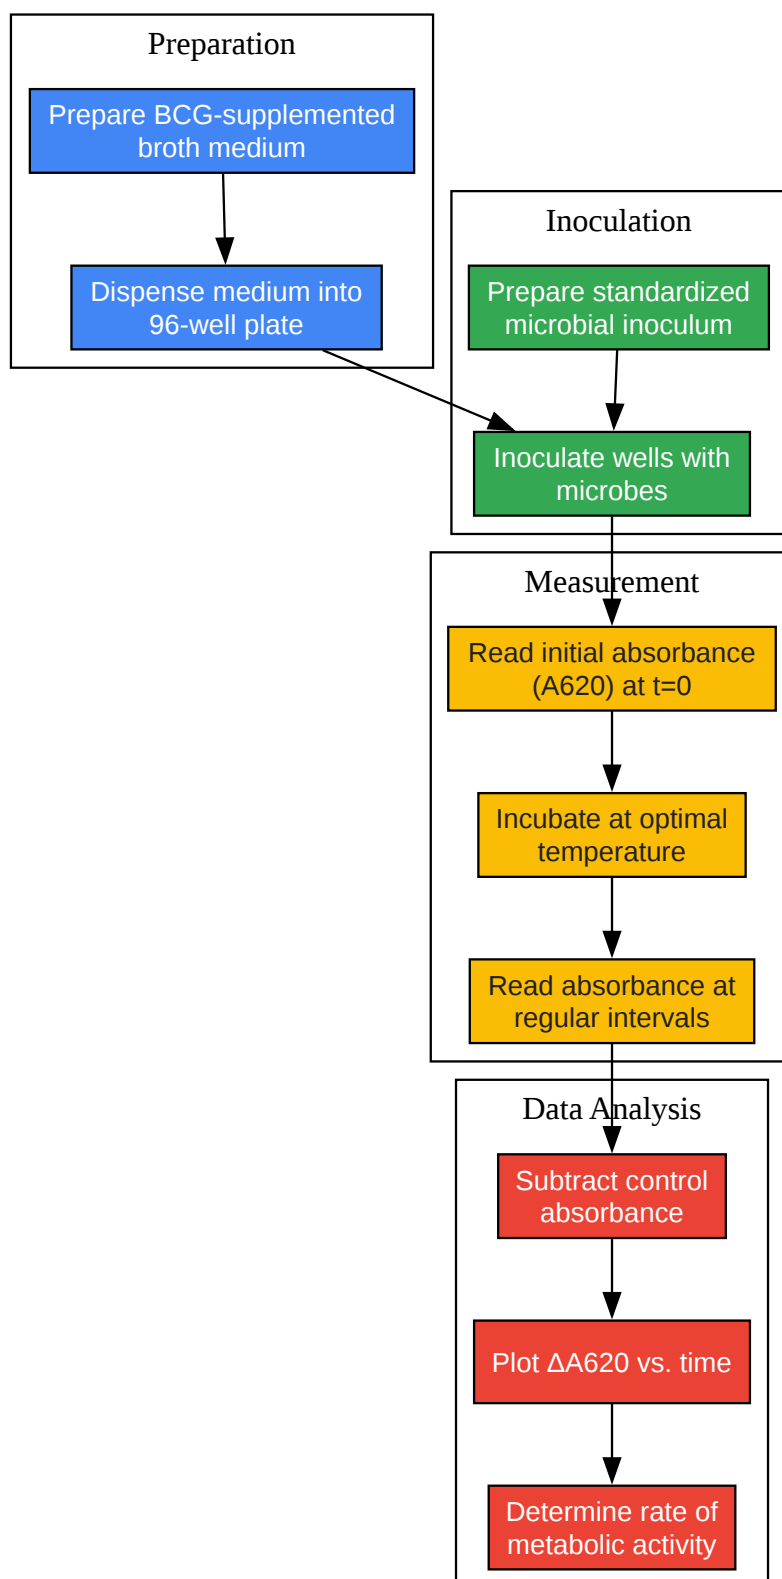 Preparation
Prepare BCG-supplemented
broth medium
Dispense medium into
96-well plate
Inoculation
Prepare standardized
microbial inoculum
Inoculate wells with
microbes
Measurement
Read initial absorbance
(A620) at t=0
Incubate at optimal
temperature
Read absorbance at
regular intervals
Data Analysis
Subtract control
absorbance
Plot ΔA620 vs. time
Determine rate of
metabolic activity